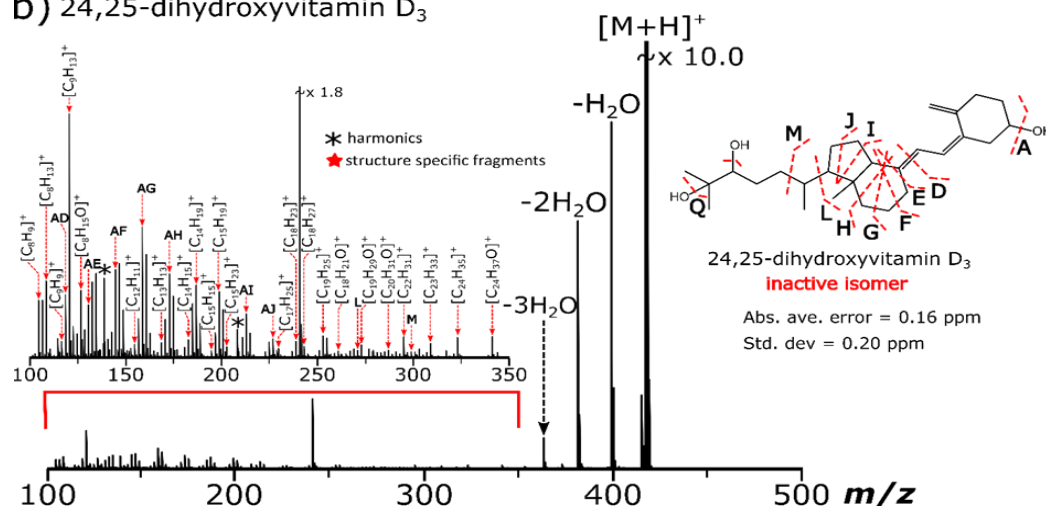 b) 24,25-dihydroxyvitamin D₃
[M+H]⁺
~x 10.0
-H₂O
-2H₂O
-3H₂O
~x 1.8
* harmonics
★ structure specific fragments
[C₈H₉]⁺
[C₈H₁₃]⁺
AD
[C₉H₉]⁺
[C₉H₁₃]⁺
[C₈H₁₅O]⁺
AE
*
AF
[C₁₂H₁₁]⁺
AG
[C₁₃H₁₃]⁺
AH
[C₁₄H₁₅]⁺
[C₁₄H₁₉]⁺
[C₁₅H₁₅]⁺
[C₁₅H₁₉]⁺
[C₁₅H₂₃]⁺
*
AI
AJ
[C₁₇H₂₅]⁺
[C₁₈H₂₃]⁺
[C₁₈H₂₇]⁺
[C₁₉H₂₅]⁺
[C₁₈H₂₁O]⁺
L
[C₁₉H₂₉O]⁺
[C₂₀H₃₁O]⁺
[C₂₂H₃₁]⁺
M
[C₂₃H₃₃]⁺
[C₂₄H₃₅]⁺
[C₂₄H₃₇O]⁺
100 150 200 250 300 350
100 200 300 400 500 m/z
M J I
OH
OH
A
HO
Q
L H G F E D
24,25-dihydroxyvitamin D₃
inactive isomer
Abs. ave. error = 0.16 ppm
Std. dev = 0.20 ppm